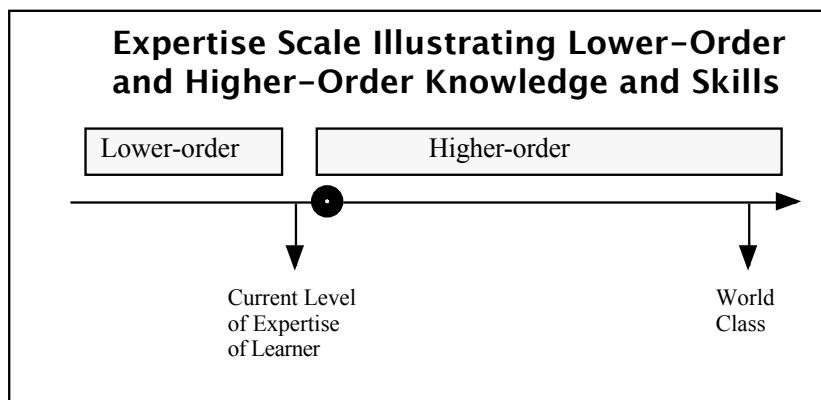 Expertise Scale Illustrating Lower-Order
and Higher-Order Knowledge and Skills
Lower-order
Higher-order
Current Level
of Expertise
of Learner
World
Class